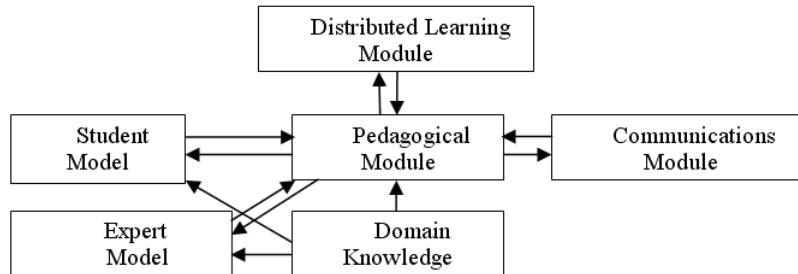 Distributed Learning
Module
Student
Model
Pedagogical
Module
Communications
Module
Expert
Model
Domain
Knowledge